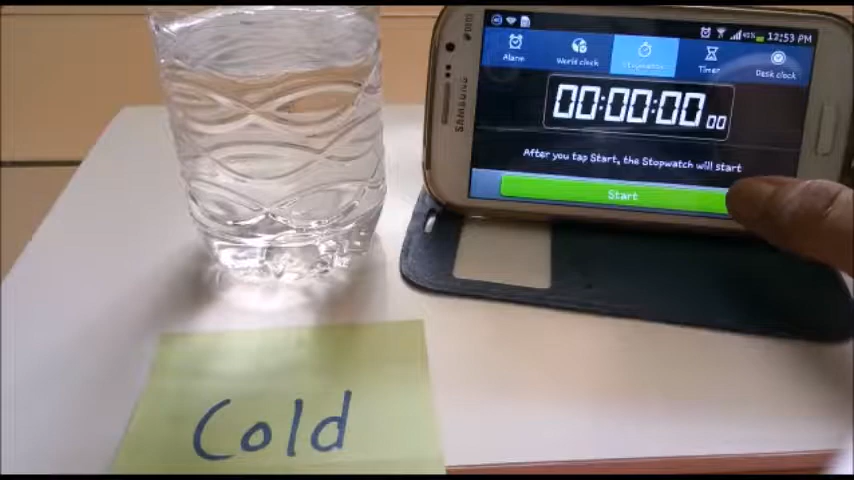 12:53 PM
Alarm
World clock
Stopwatch
Timer
Desk clock
00:00:00 00
After you tap Start, the Stopwatch will start
Start
SAMSUNG
Cold